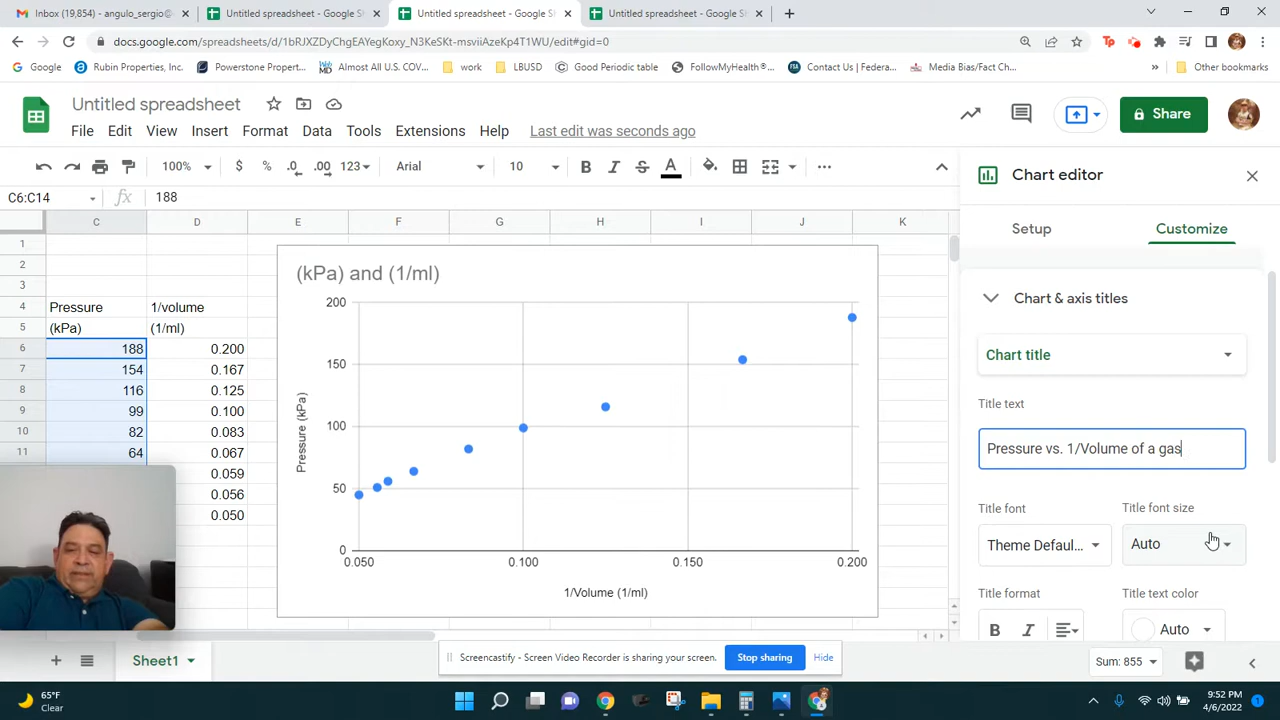 Inbox (19,854) - angulo_sergio@
Untitled spreadsheet - Google Sh
Untitled spreadsheet - Google Sh
Untitled spreadsheet - Google Sh
docs.google.com/spreadsheets/d/1bRJXZDyChgEAYegKoxy_N3KeSKt-msviiAzeKp4T1WU/edit#gid=0
Google
Rubin Properties, Inc.
Powerstone Propert...
Almost All U.S. COV...
work
LBUSD
Good Periodic table
FollowMyHealth®...
Contact Us | Federa...
Media Bias/Fact Ch...
Other bookmarks
Untitled spreadsheet
Share
File Edit View Insert Format Data Tools Extensions Help Last edit was seconds ago
100% $ % .0 .00 123 Arial 10 B I S A
C6:C14 fx 188
C D E F G H I J K
1
2
3
4 Pressure 1/volume
5 (kPa) (1/ml)
6 188 0.200
7 154 0.167
8 116 0.125
9 99 0.100
10 82 0.083
11 64 0.067
0.059
0.056
0.050
(kPa) and (1/ml)
200
150
100
50
0
Pressure (kPa)
0.050 0.100 0.150 0.200
1/Volume (1/ml)
Chart editor
Setup Customize
Chart & axis titles
Chart title
Title text
Pressure vs. 1/Volume of a gas
Title font Title font size
Theme Defaul... Auto
Title format Title text color
B I Auto
Sheet1
Screencastify - Screen Video Recorder is sharing your screen. Stop sharing Hide
Sum: 855
65°F
Clear
9:52 PM
4/6/2022